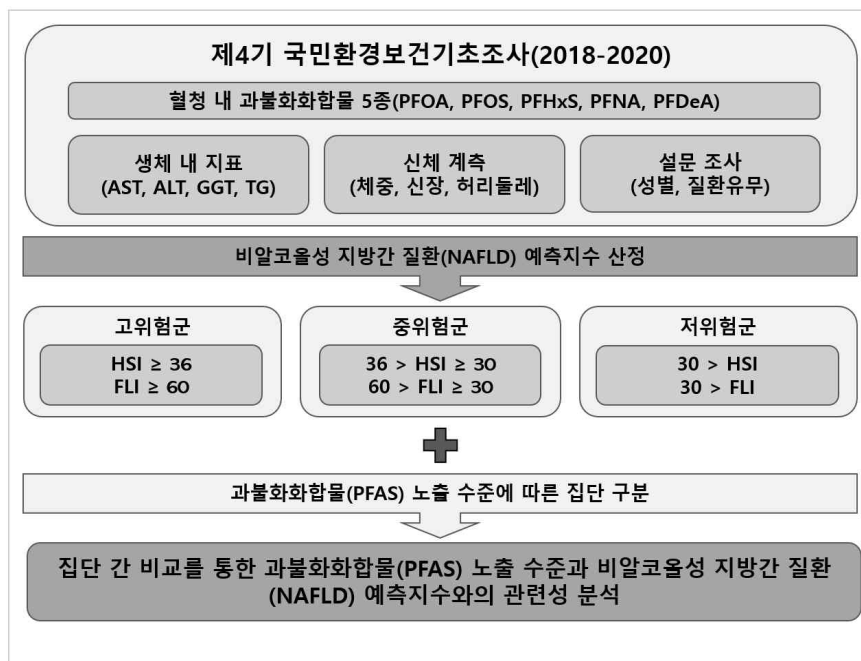 제4기 국민환경보건기초조사(2018-2020)
혈청 내 과불화화합물 5종(PFOA, PFOS, PFHxS, PFNA, PFDeA)
생체 내 지표
(AST, ALT, GGT, TG)
신체 계측
(체중, 신장, 허리둘레)
설문 조사
(성별, 질환유무)
비알코올성 지방간 질환(NAFLD) 예측지수 산정
고위험군
HSI ≥ 36
FLI ≥ 60
중위험군
36 > HSI ≥ 30
60 > FLI ≥ 30
저위험군
30 > HSI
30 > FLI
과불화화합물(PFAS) 노출 수준에 따른 집단 구분
집단 간 비교를 통한 과불화화합물(PFAS) 노출 수준과 비알코올성 지방간 질환
(NAFLD) 예측지수와의 관련성 분석